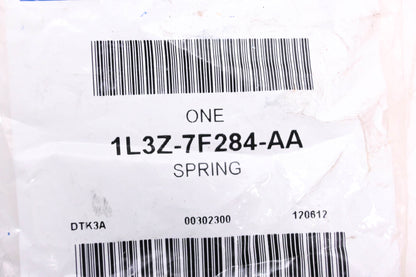 ONE
1L3Z-7F284-AA
SPRING
DTK3A 00302300 120612